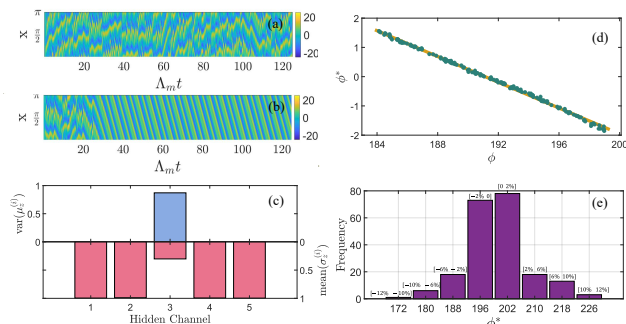 (a)
20
0
-20
x
π
20 40 60 80 100 120
Λₘt
(b)
20
0
-20
x
π
20 40 60 80 100 120
Λₘt
(c)
1
0.5
0
var(μ_z^(i))
0
0.5
1
mean(σ_z^(i))
1 2 3 4 5
Hidden Channel
(d)
2
1
0
-1
-2
φ*
184 188 192 196 200
φ
(e)
80
60
40
20
0
Frequency
[−12% −10%]
[−10% −6%]
[−6% −2%]
[−2% 0]
[0 2%]
[2% 6%]
[6% 10%]
[10% 12%]
172 180 188 196 202 210 218 226
φ*